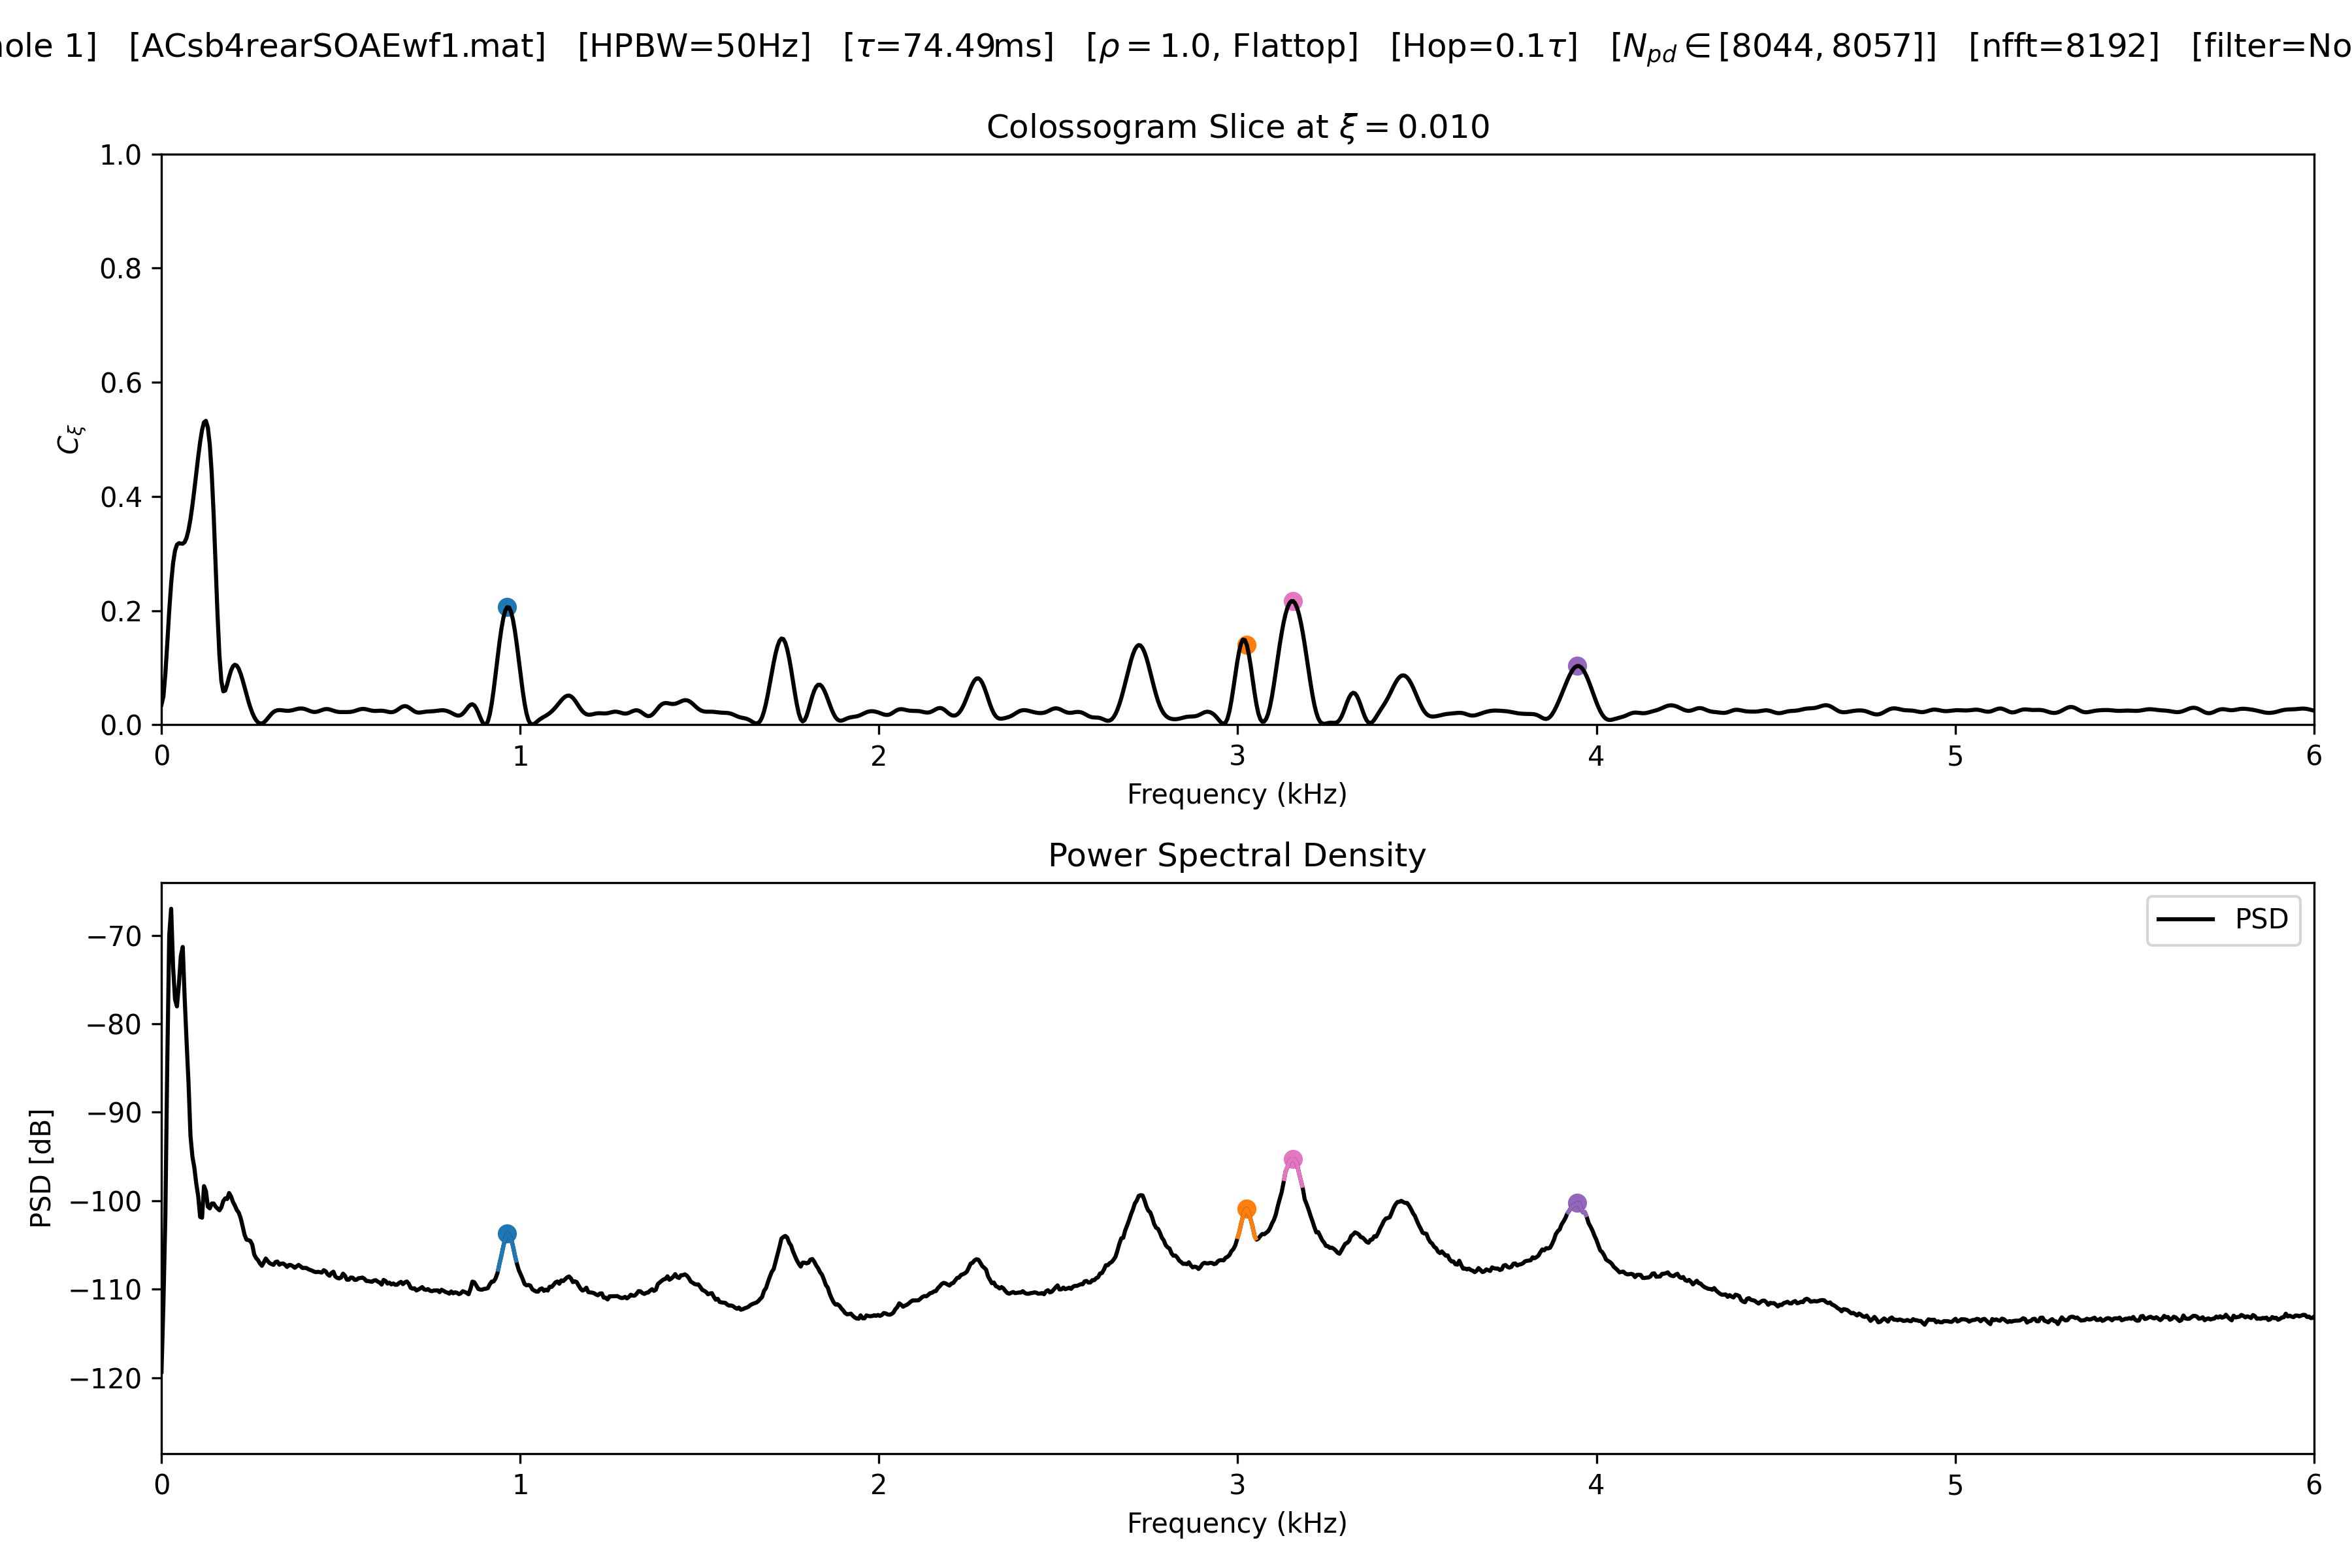 ole 1] [ACsb4rearSOAEwf1.mat] [HPBW=50Hz] [τ=74.49ms] [ρ = 1.0, Flattop] [Hop=0.1τ] [N_pd ∈ [8044, 8057]] [nfft=8192] [filter=No
Colossogram Slice at ξ = 0.010
1.0
0.8
0.6
0.4
0.2
0.0
C_ξ
0 1 2 3 4 5 6
Frequency (kHz)
Power Spectral Density
PSD
−70
−80
−90
−100
−110
−120
PSD [dB]
0 1 2 3 4 5 6
Frequency (kHz)